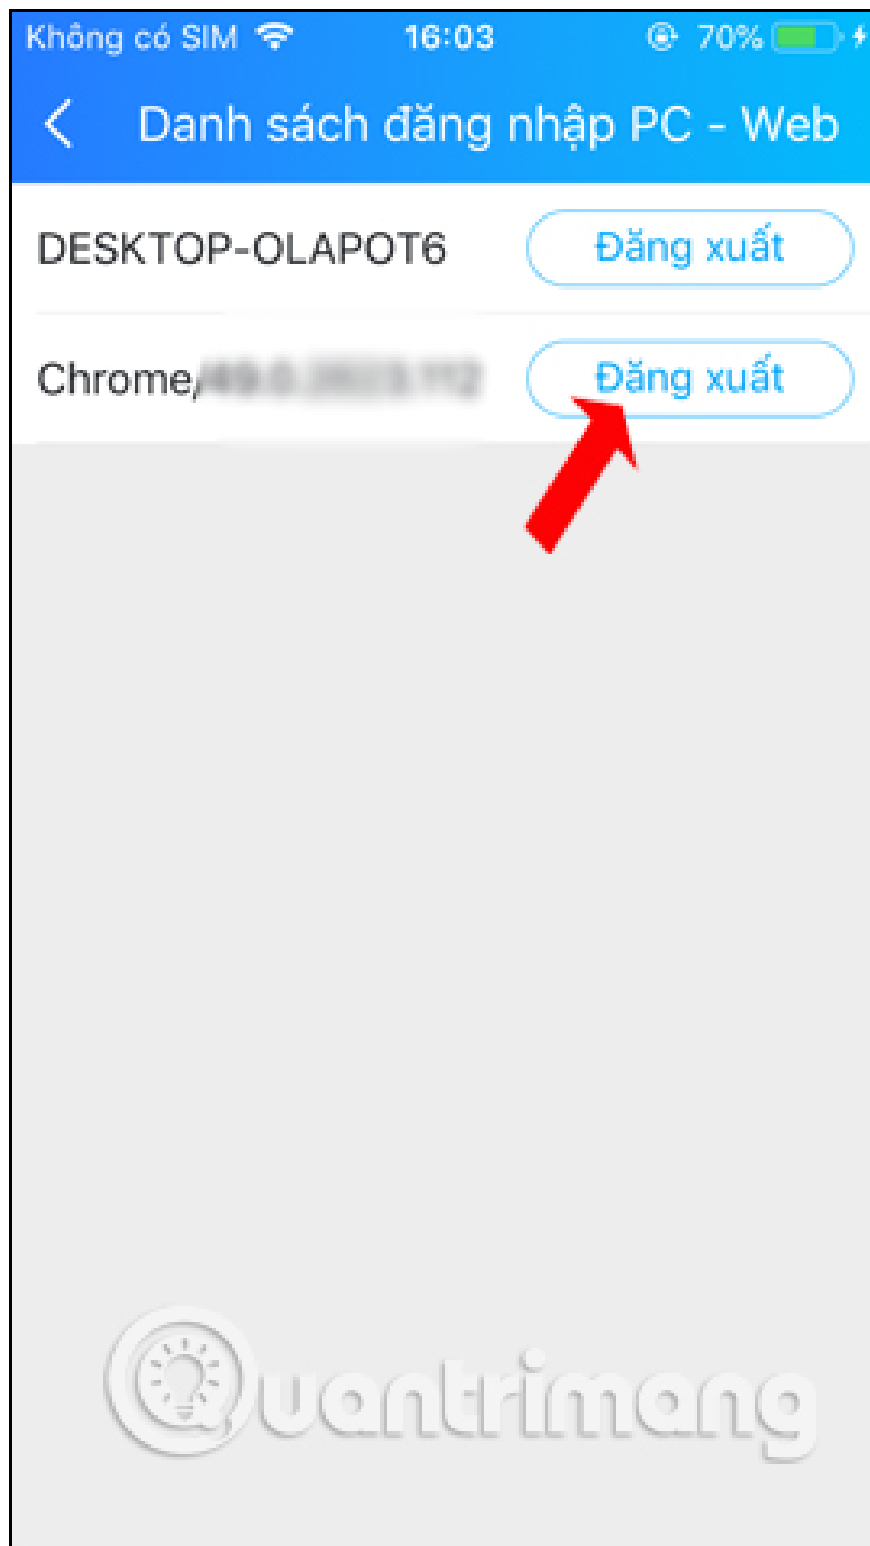 Không có SIM 16:03 70%
Danh sách đăng nhập PC - Web
DESKTOP-OLAPOT6 Đăng xuất
Chrome/ Đăng xuất
Quantrimang